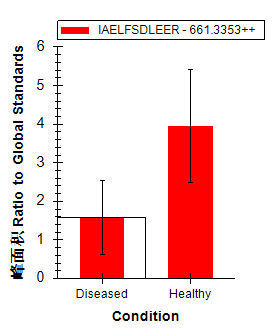 IAELFSDLEER - 661.3353++
6
5
4
3
2
1
0
峰面积 Ratio to Global Standards
Diseased Healthy
Condition